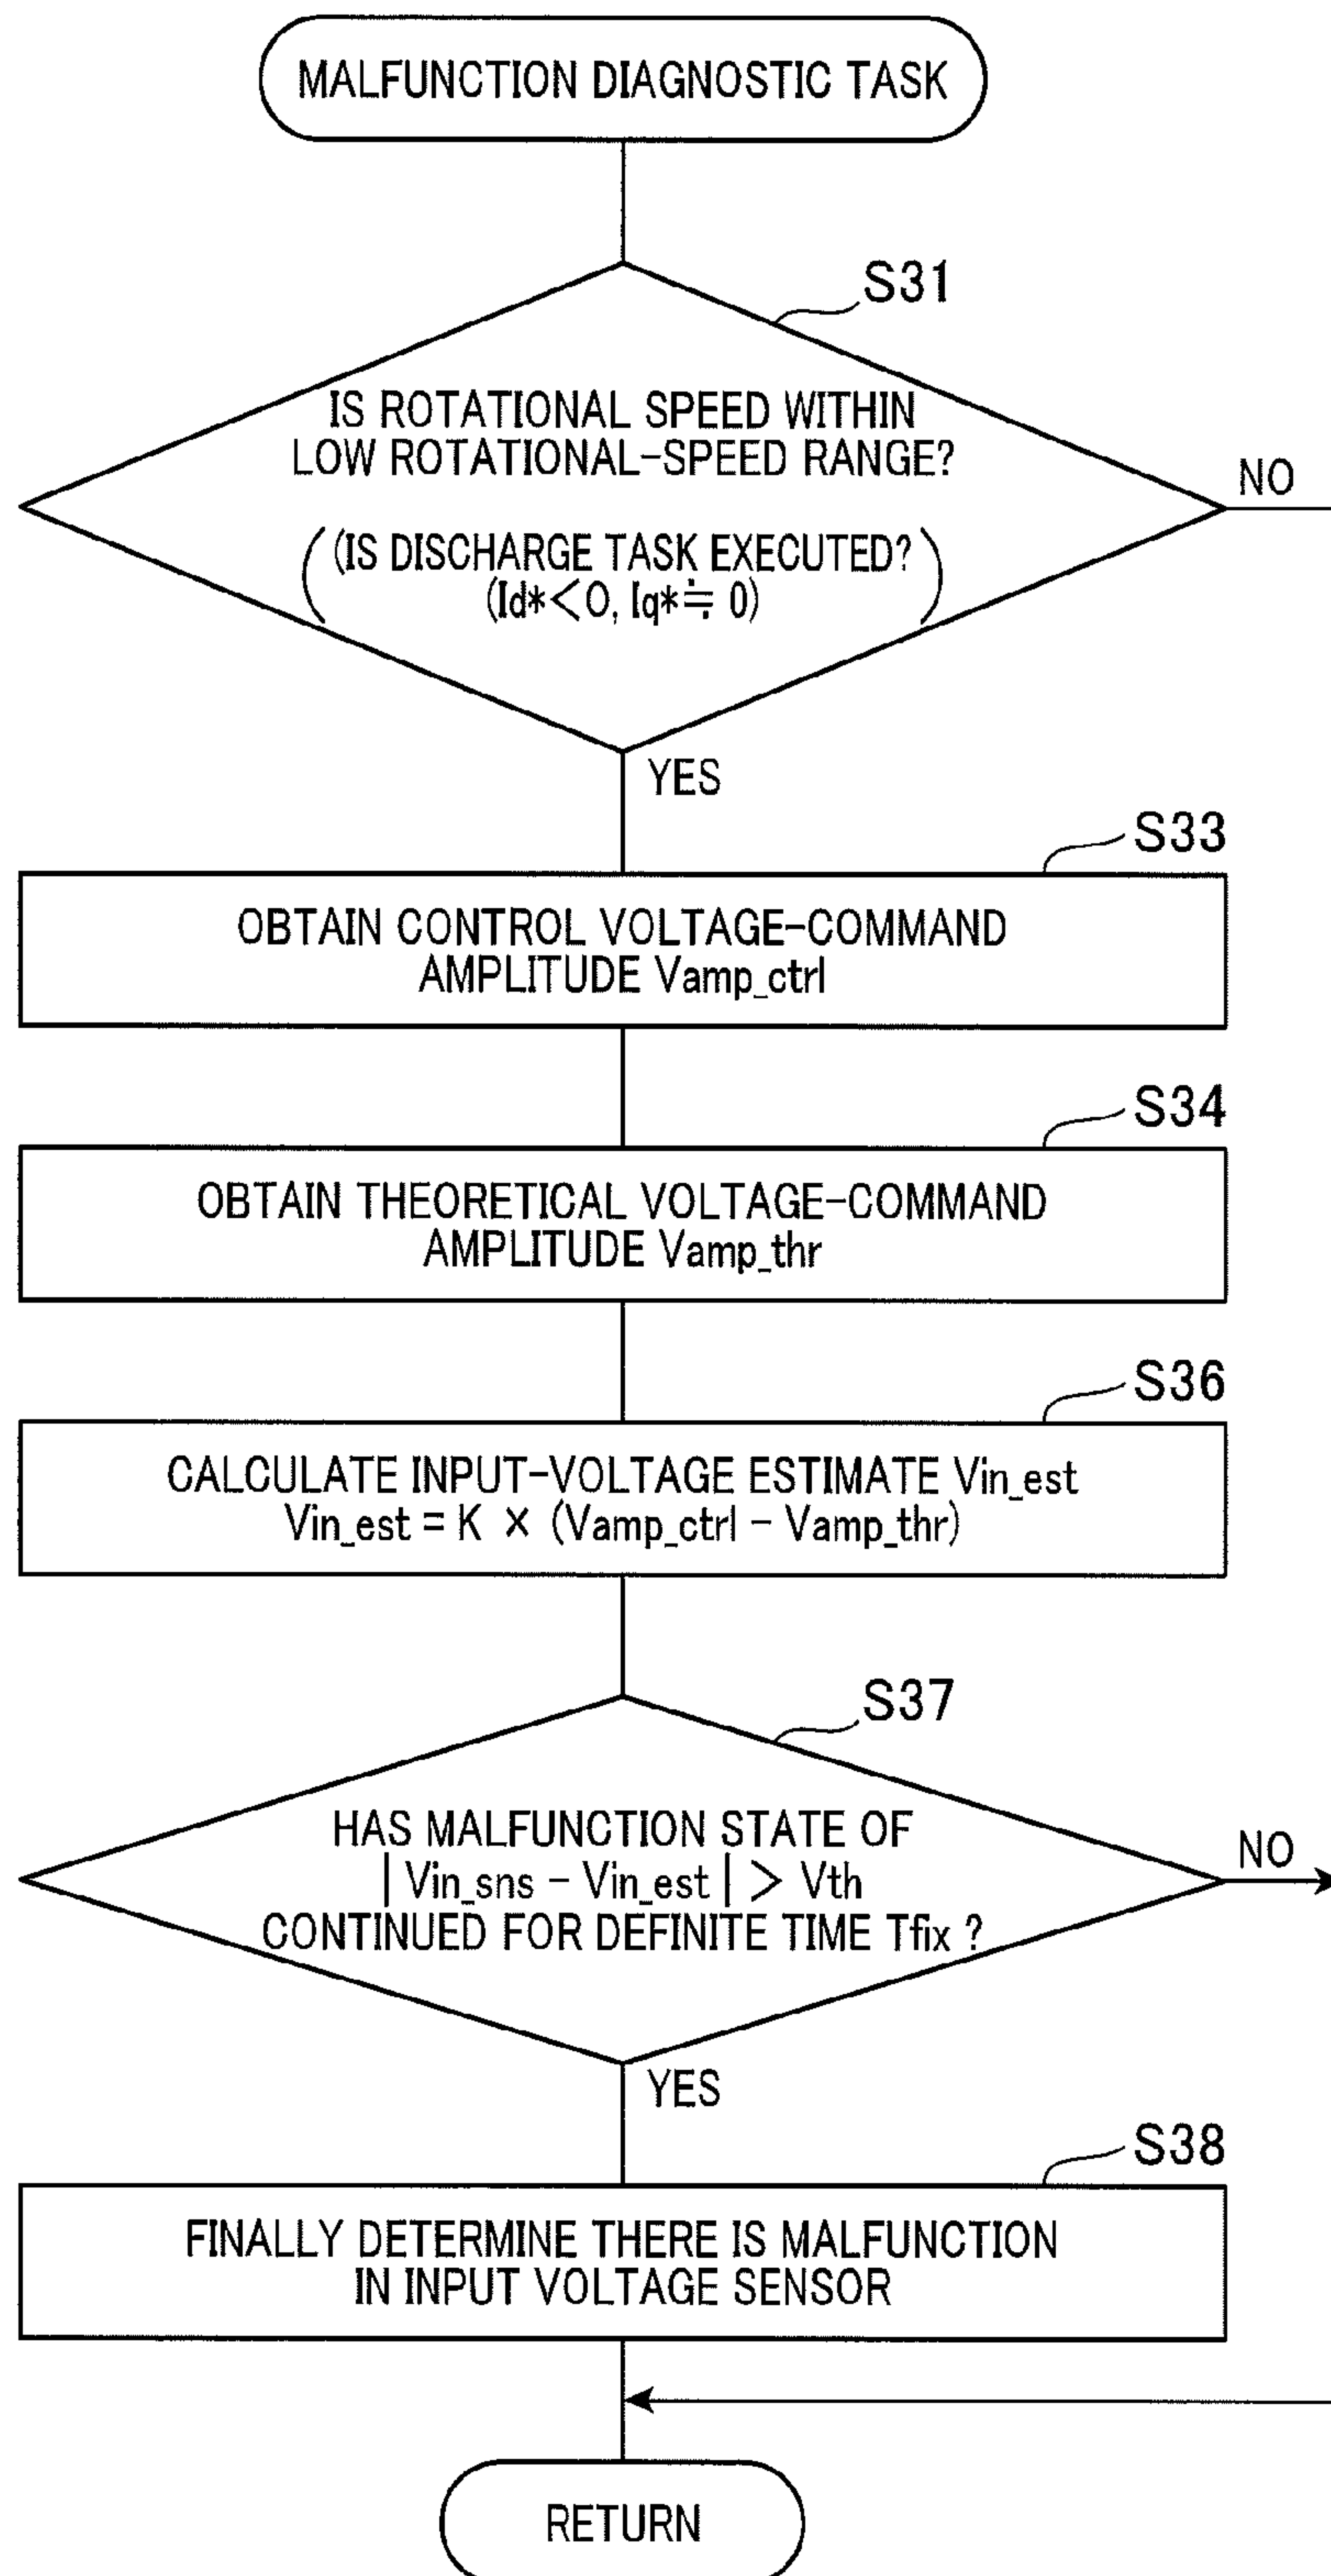 MALFUNCTION DIAGNOSTIC TASK
S31
IS ROTATIONAL SPEED WITHIN
LOW ROTATIONAL-SPEED RANGE?
NO
((IS DISCHARGE TASK EXECUTED?
(Id*<0, Iq*≒ 0))
YES
S33
OBTAIN CONTROL VOLTAGE-COMMAND
AMPLITUDE Vamp_ctrl
S34
OBTAIN THEORETICAL VOLTAGE-COMMAND
AMPLITUDE Vamp_thr
S36
CALCULATE INPUT-VOLTAGE ESTIMATE Vin_est
Vin_est = K × (Vamp_ctrl - Vamp_thr)
S37
HAS MALFUNCTION STATE OF
| Vin_sns - Vin_est | > Vth
CONTINUED FOR DEFINITE TIME Tfix ?
NO
YES
S38
FINALLY DETERMINE THERE IS MALFUNCTION
IN INPUT VOLTAGE SENSOR
RETURN